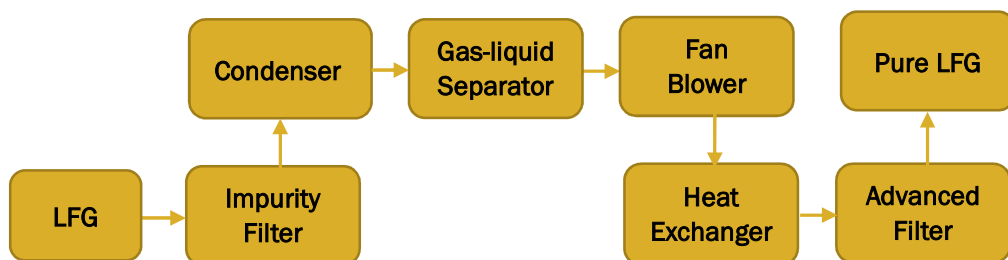 LFG
Impurity
Filter
Condenser
Gas-liquid
Separator
Fan
Blower
Heat
Exchanger
Advanced
Filter
Pure LFG